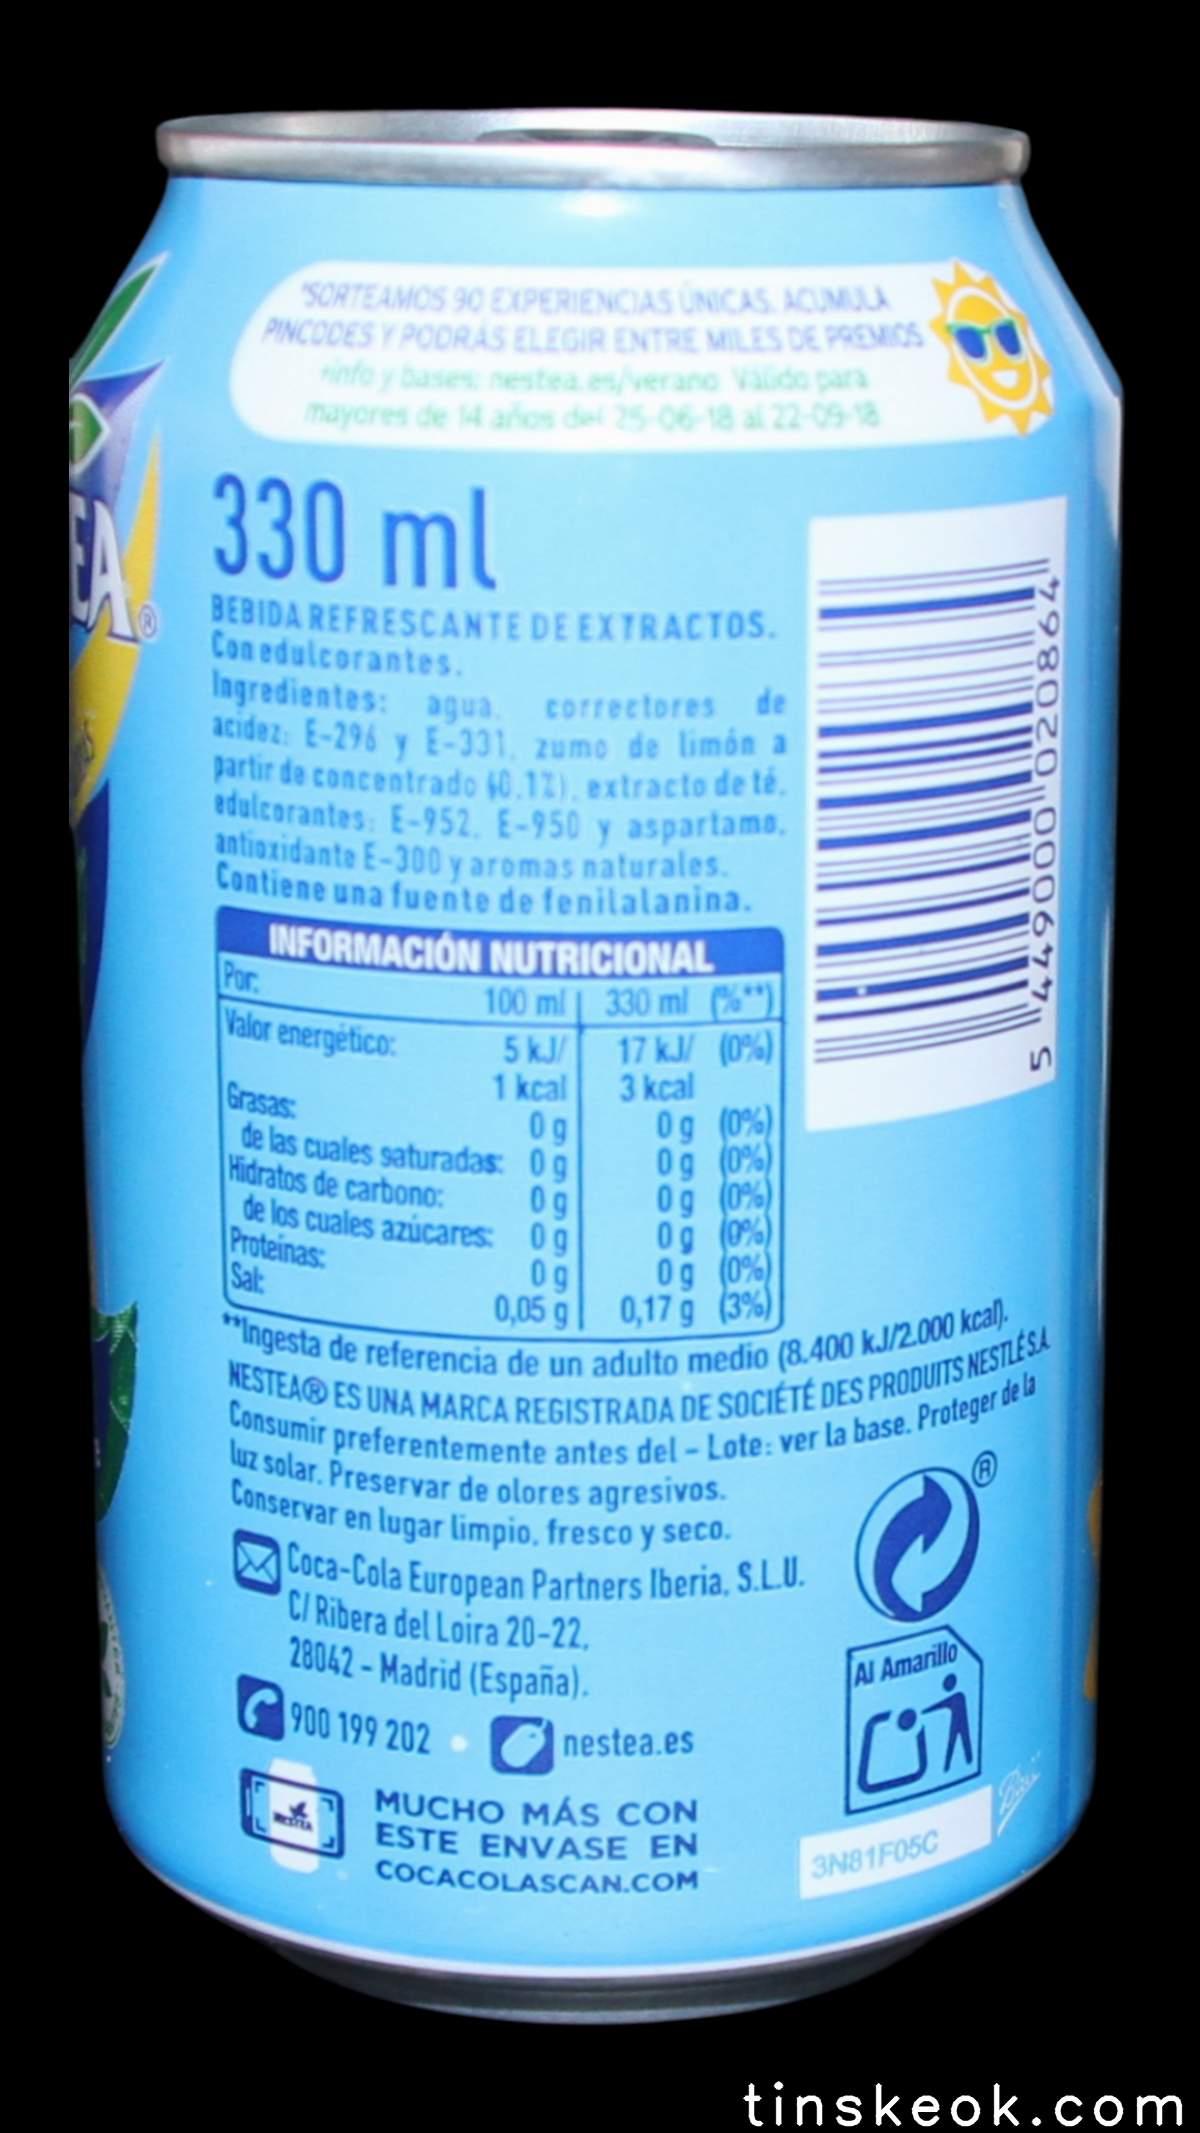 *SORTEAMOS 90 EXPERIENCIAS ÚNICAS. ACUMULA
PINCODES Y PODRÁS ELEGIR ENTRE MILES DE PREMIOS
+info y bases: nestea.es/verano Válido para
mayores de 14 años del 25-06-18 al 22-09-18
EA®
330 ml
BEBIDA REFRESCANTE DE EXTRACTOS.
Con edulcorantes.
Ingredientes: agua, correctores de
acidez: E-296 y E-331, zumo de limón a
partir de concentrado (0,1%), extracto de té,
edulcorantes: E-952, E-950 y aspartamo,
antioxidante E-300 y aromas naturales.
Contiene una fuente de fenilalanina.
INFORMACIÓN NUTRICIONAL
Por: 100 ml 330 ml (%**)
Valor energético: 5 kJ/ 17 kJ/ (0%)
1 kcal 3 kcal
Grasas: 0 g 0 g (0%)
de las cuales saturadas: 0 g 0 g (0%)
Hidratos de carbono: 0 g 0 g (0%)
de los cuales azúcares: 0 g 0 g (0%)
Proteínas: 0 g 0 g (0%)
Sal: 0,05 g 0,17 g (3%)
**Ingesta de referencia de un adulto medio (8.400 kJ/2.000 kcal).
NESTEA® ES UNA MARCA REGISTRADA DE SOCIÉTÉ DES PRODUITS NESTLÉ S.A.
Consumir preferentemente antes del - Lote: ver la base. Proteger de la
luz solar. Preservar de olores agresivos.
Conservar en lugar limpio, fresco y seco.
Coca-Cola European Partners Iberia, S.L.U.
C/ Ribera del Loira 20-22,
28042 - Madrid (España).
900 199 202
nestea.es
NESTEA
MUCHO MÁS CON
ESTE ENVASE EN
COCACOLASCAN.COM
5 449000 020864
®
Al Amarillo
3N81F05C
tinskeok.com